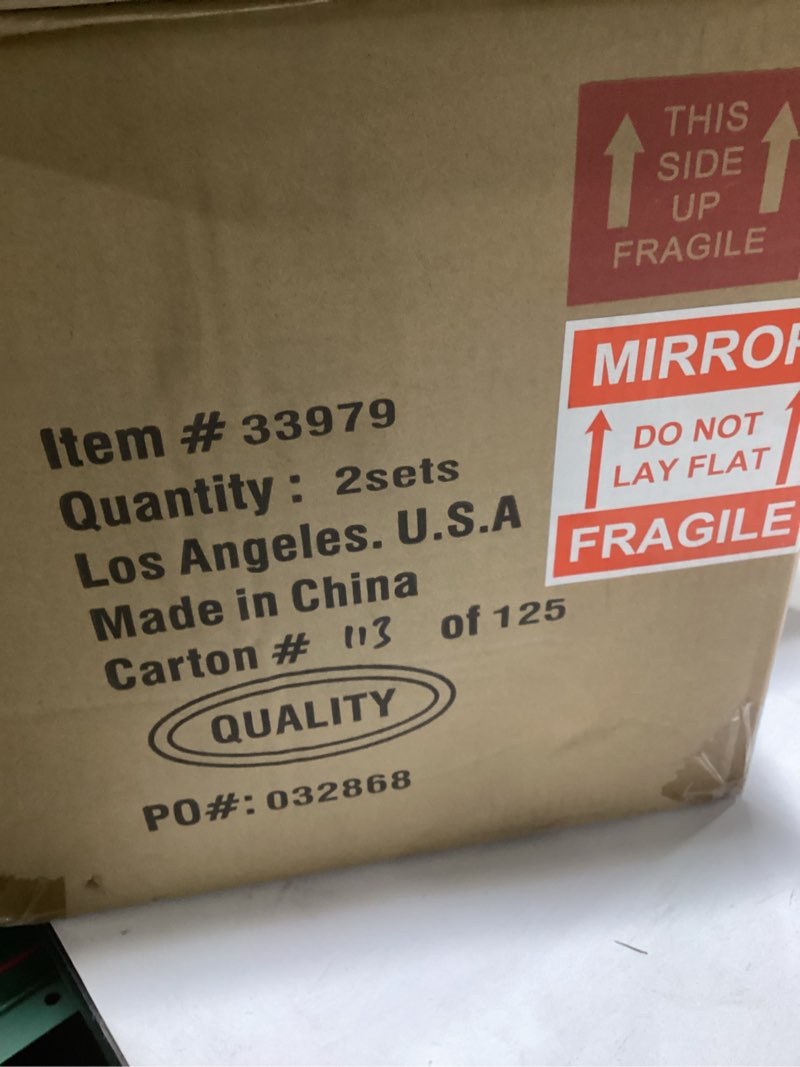 THIS
SIDE
UP
FRAGILE
MIRROR
DO NOT
LAY FLAT
FRAGILE
Item # 33979
Quantity : 2sets
Los Angeles. U.S.A
Made in China
Carton # 113 of 125
QUALITY
PO#: 032868